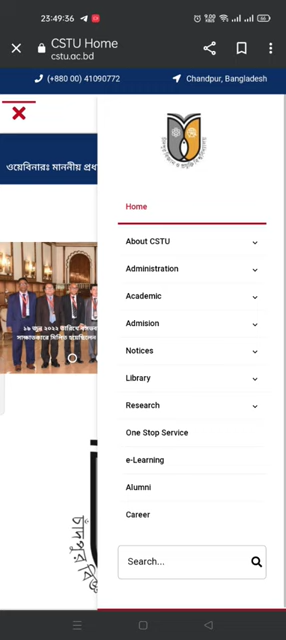 23:49:36
CSTU Home
cstu.ac.bd
(+880 00) 41090772
Chandpur, Bangladesh
ওয়েবিনারঃ মাননীয় প্রধ
Home
About CSTU
Administration
Academic
Admision
Notices
Library
Research
One Stop Service
e-Learning
Alumni
Career
Search...
চাঁদপুর